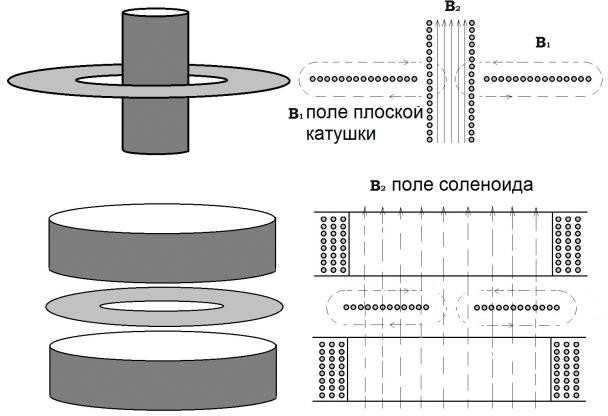 B₂
B₁
B₁ поле плоской
катушки
B₂ поле соленоида